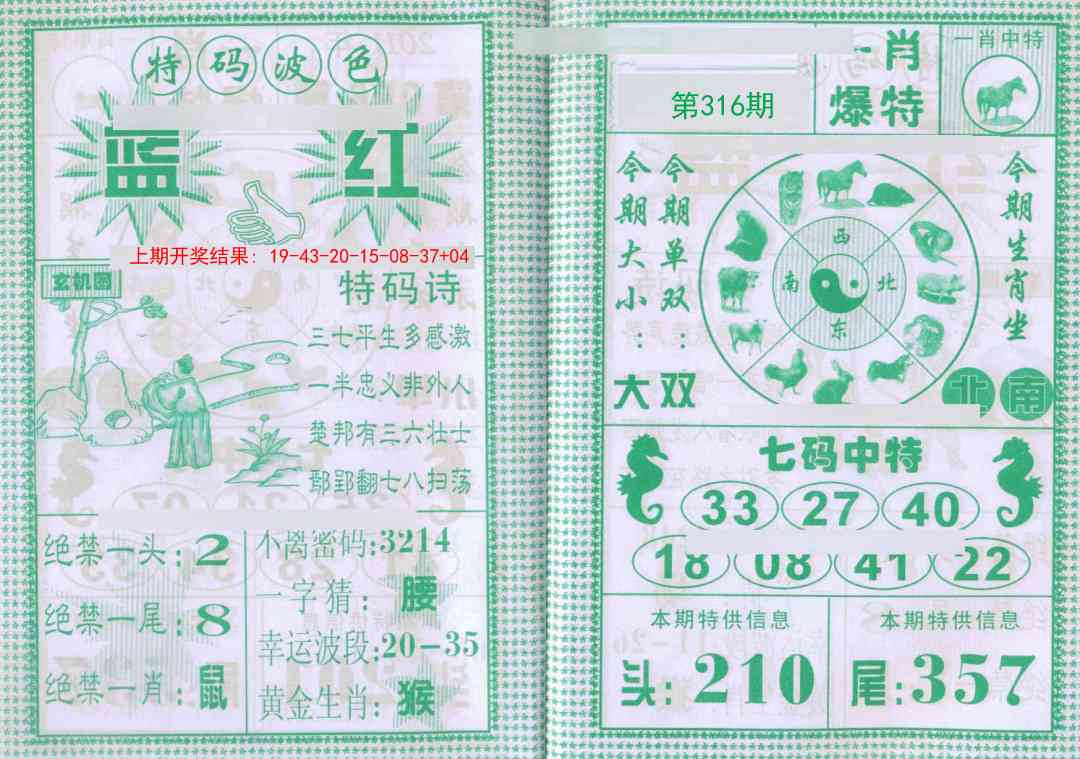 特码波色
蓝 红
上期开奖结果：19-43-20-15-08-37+04
玄机图
特码诗
三七平生多感激
一半忠义非外人
楚邦有三六壮士
鄢郢翻七八扫荡
绝禁一头:2
绝禁一尾:8
绝禁一肖:鼠
小离密码:3214
一字猜：腰
幸运波段:20-35
黄金生肖:猴
第316期
一肖
爆特
一肖中特
今期大小：大
今期单双：双
西
南 北
东
今期生肖坐
北南
七码中特
33 27 40
18 08 41 22
本期特供信息
头:210
本期特供信息
尾:357